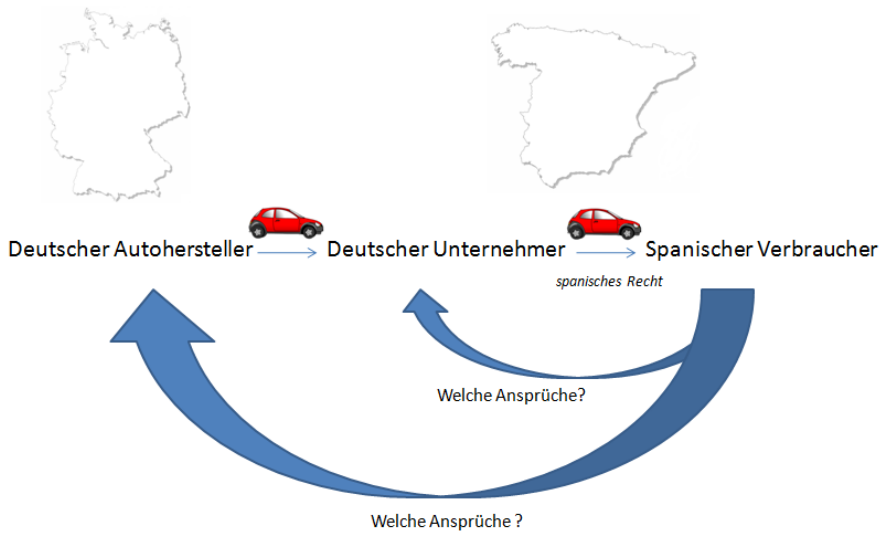 Deutscher Autohersteller
Deutscher Unternehmer
Spanischer Verbraucher
spanisches Recht
Welche Ansprüche?
Welche Ansprüche ?